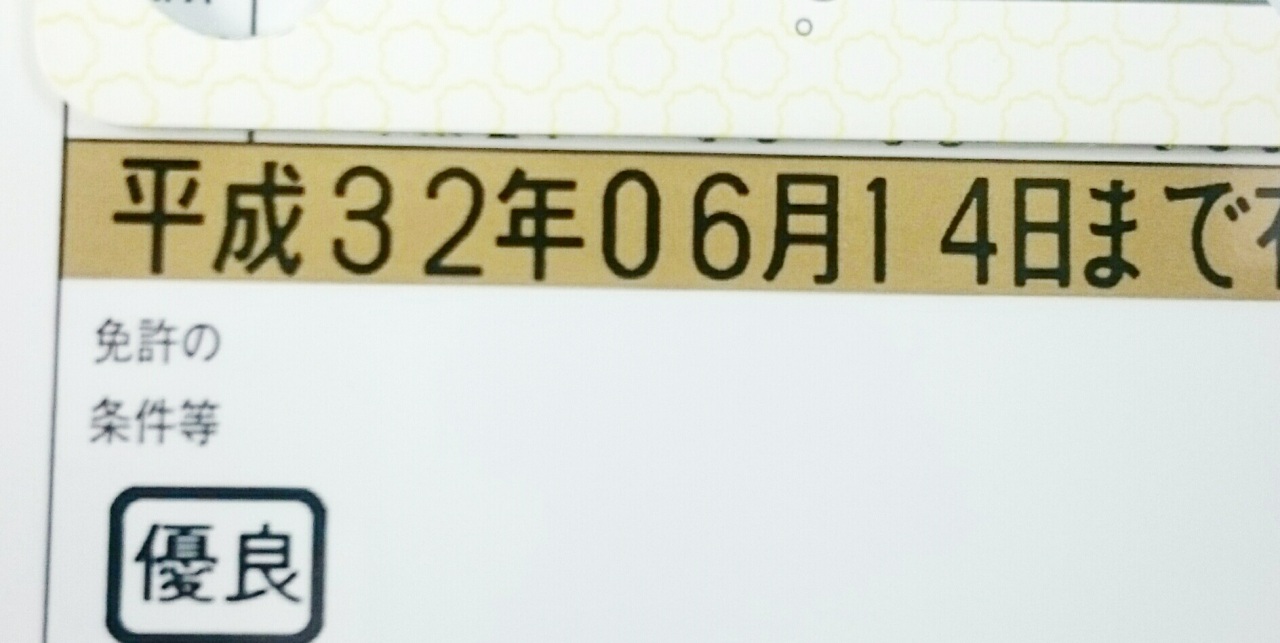 平成32年06月14日まで
免許の
条件等
優良